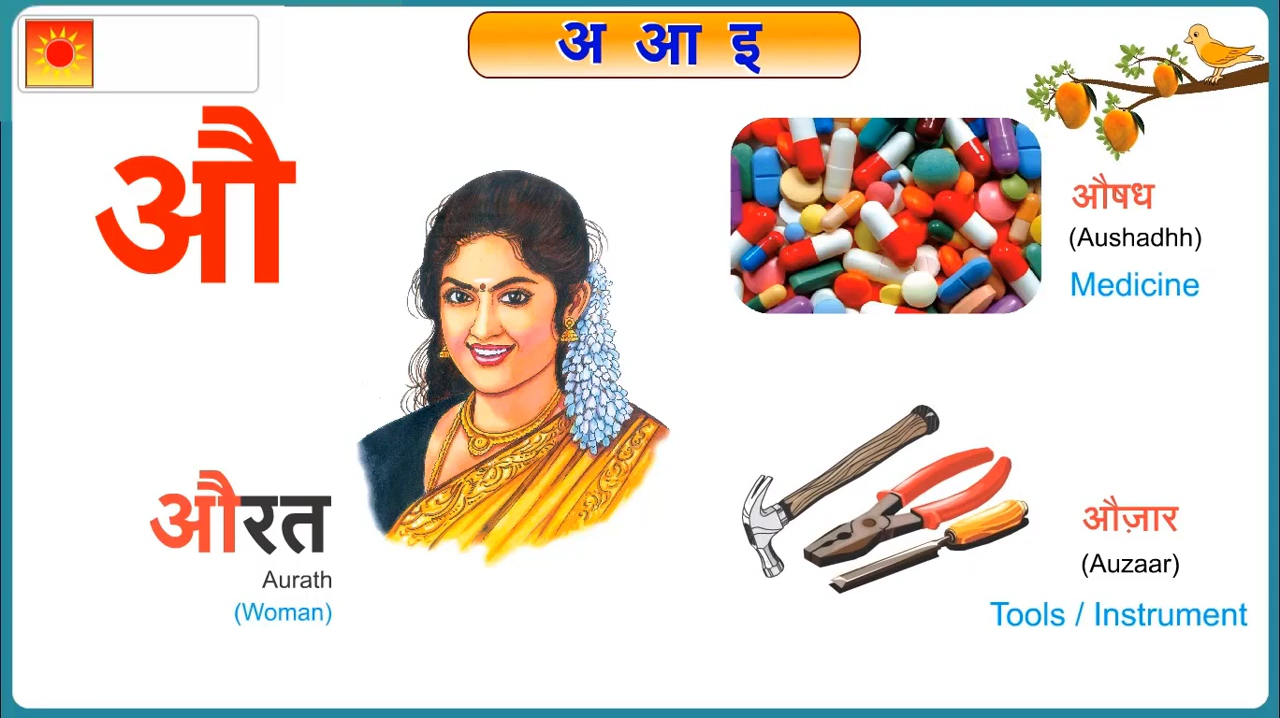 अ आ इ
औ
औरत
Aurath
(Woman)
औषध
(Aushadhh)
Medicine
औज़ार
(Auzaar)
Tools / Instrument